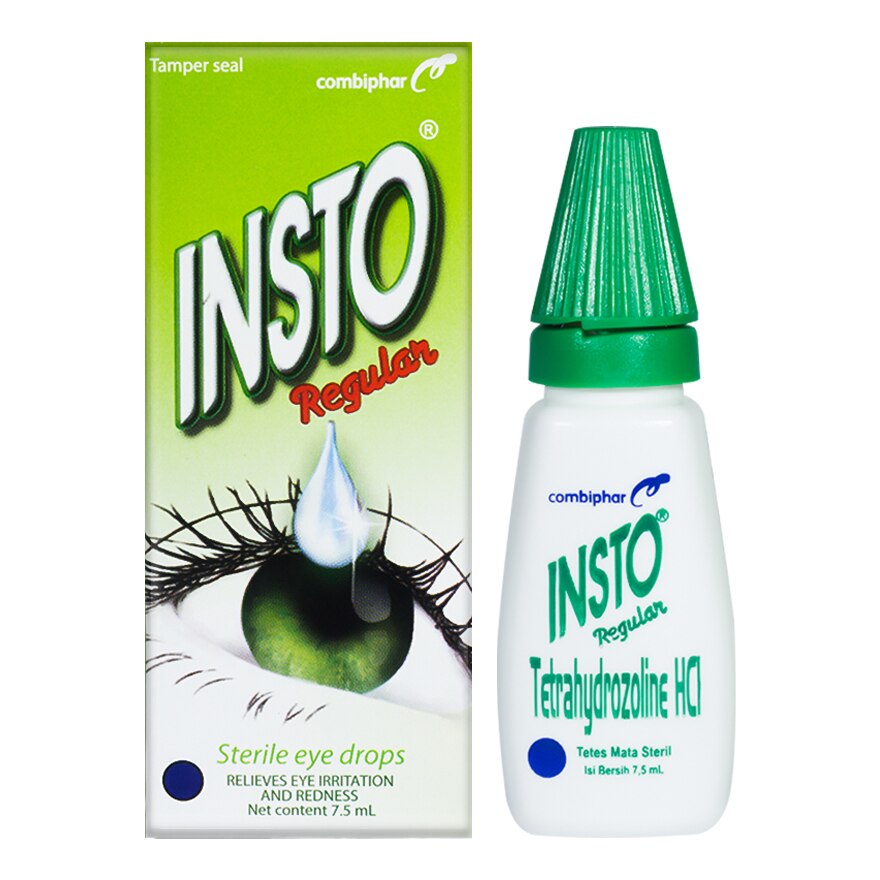 Tamper seal
combiphar
INSTO®
Regular
Sterile eye drops
RELIEVES EYE IRRITATION
AND REDNESS
Net content 7.5 mL
combiphar
INSTO®
Regular
Tetrahydrozoline HCl
Tetes Mata Steril
Isi Bersih 7,5 mL